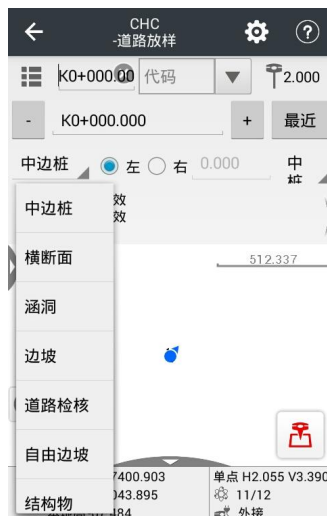 CHC
-道路放样
K0+000.00 代码 2.000
- K0+000.000 + 最近
中边桩 左 右 0.000 中桩
中边桩
效
效
横断面
512.337
涵洞
边坡
道路检核
自由边坡
结构物
7400.903 单点 H2.055 V3.390
043.895 11/12
484 外接